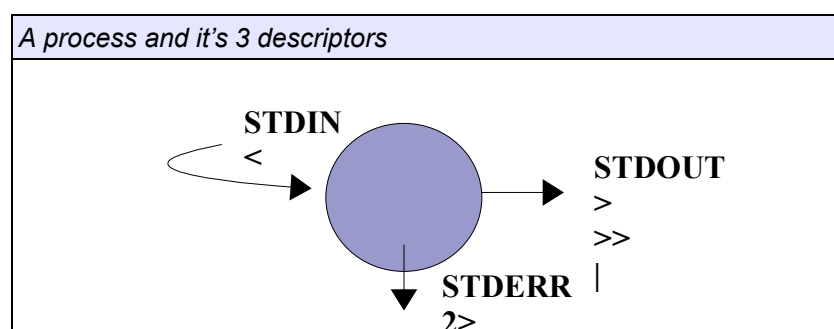 A process and it's 3 descriptors
STDIN
<
STDOUT
>
>>
|
STDERR
2>